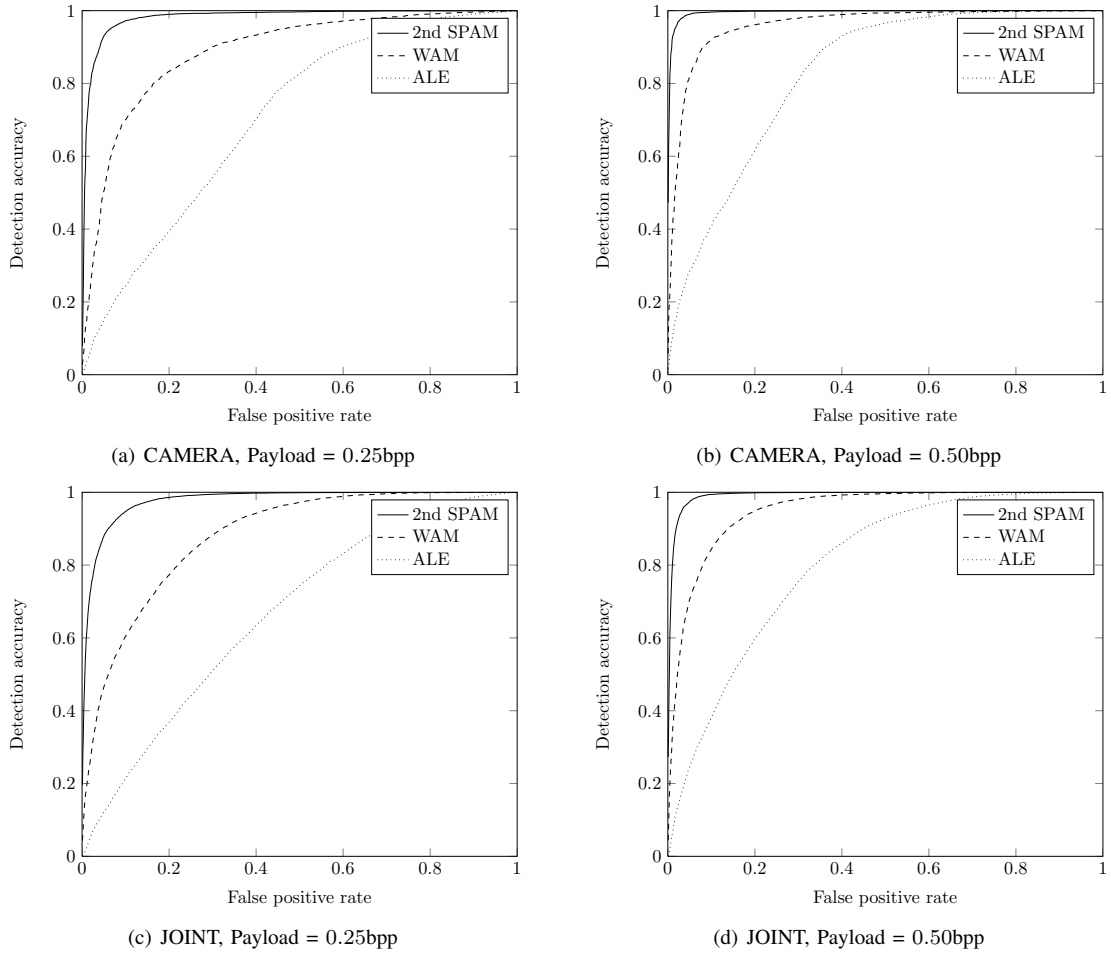 1
0.8
0.6
0.4
0.2
0
Detection accuracy
2nd SPAM
WAM
ALE
0 0.2 0.4 0.6 0.8 1
False positive rate
(a) CAMERA, Payload = 0.25bpp
1
0.8
0.6
0.4
0.2
0
Detection accuracy
2nd SPAM
WAM
ALE
0 0.2 0.4 0.6 0.8 1
False positive rate
(b) CAMERA, Payload = 0.50bpp
1
0.8
0.6
0.4
0.2
0
Detection accuracy
2nd SPAM
WAM
ALE
0 0.2 0.4 0.6 0.8 1
False positive rate
(c) JOINT, Payload = 0.25bpp
1
0.8
0.6
0.4
0.2
0
Detection accuracy
2nd SPAM
WAM
ALE
0 0.2 0.4 0.6 0.8 1
False positive rate
(d) JOINT, Payload = 0.50bpp